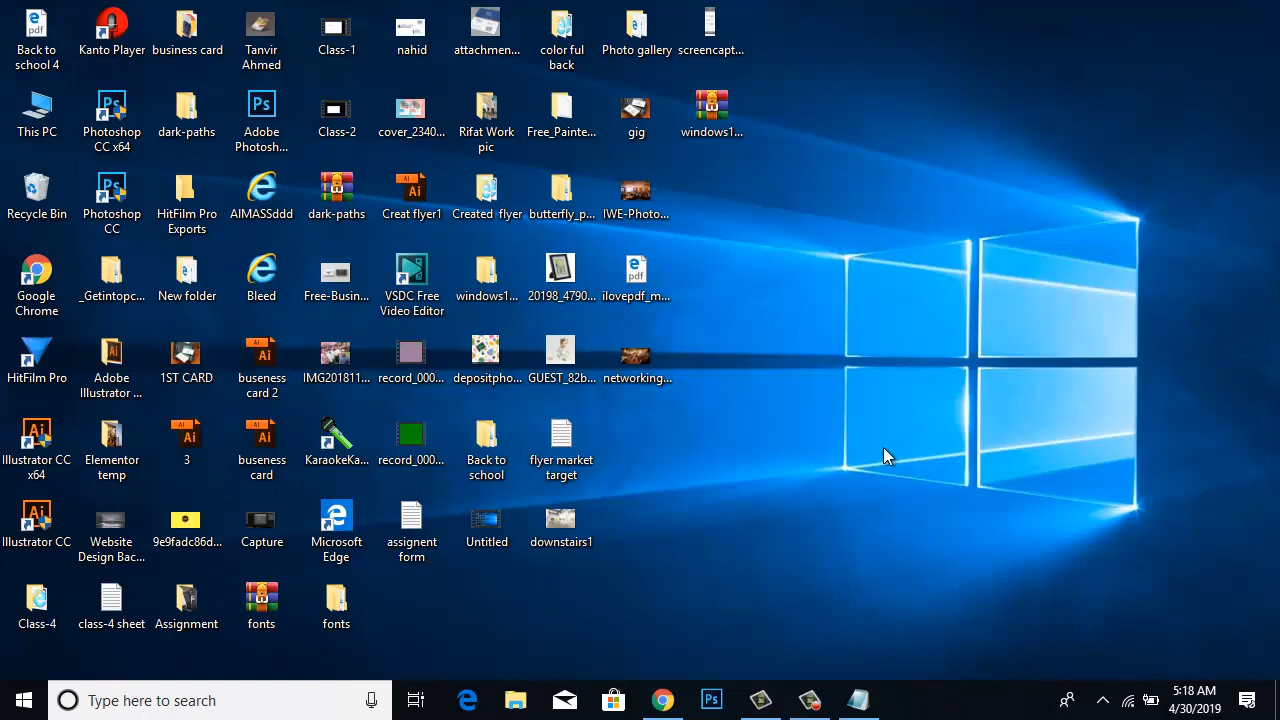 Back to
school 4
Kanto Player
business card
Tanvir
Ahmed
Class-1
nahid
attachmen...
color ful
back
Photo gallery
screencapt...
This PC
Photoshop
CC x64
dark-paths
Adobe
Photosh...
Class-2
cover_2340...
Rifat Work
pic
Free_Painte...
gig
windows1...
Recycle Bin
Photoshop
CC
HitFilm Pro
Exports
AIMASSddd
dark-paths
Creat flyer1
Created flyer
butterfly_p...
IWE-Photo...
Google
Chrome
_Getintopc...
New folder
Bleed
Free-Busin...
VSDC Free
Video Editor
windows1...
20198_4790...
ilovepdf_m...
HitFilm Pro
Adobe
Illustrator ...
1ST CARD
buseness
card 2
IMG201811...
record_000...
depositpho...
GUEST_82b...
networking...
Illustrator CC
x64
Elementor
temp
3
buseness
card
KaraokeKa...
record_000...
Back to
school
flyer market
target
Illustrator CC
Website
Design Bac...
9e9fadc86d...
Capture
Microsoft
Edge
assignent
form
Untitled
downstairs1
Class-4
class-4 sheet
Assignment
fonts
fonts
Type here to search
5:18 AM
4/30/2019